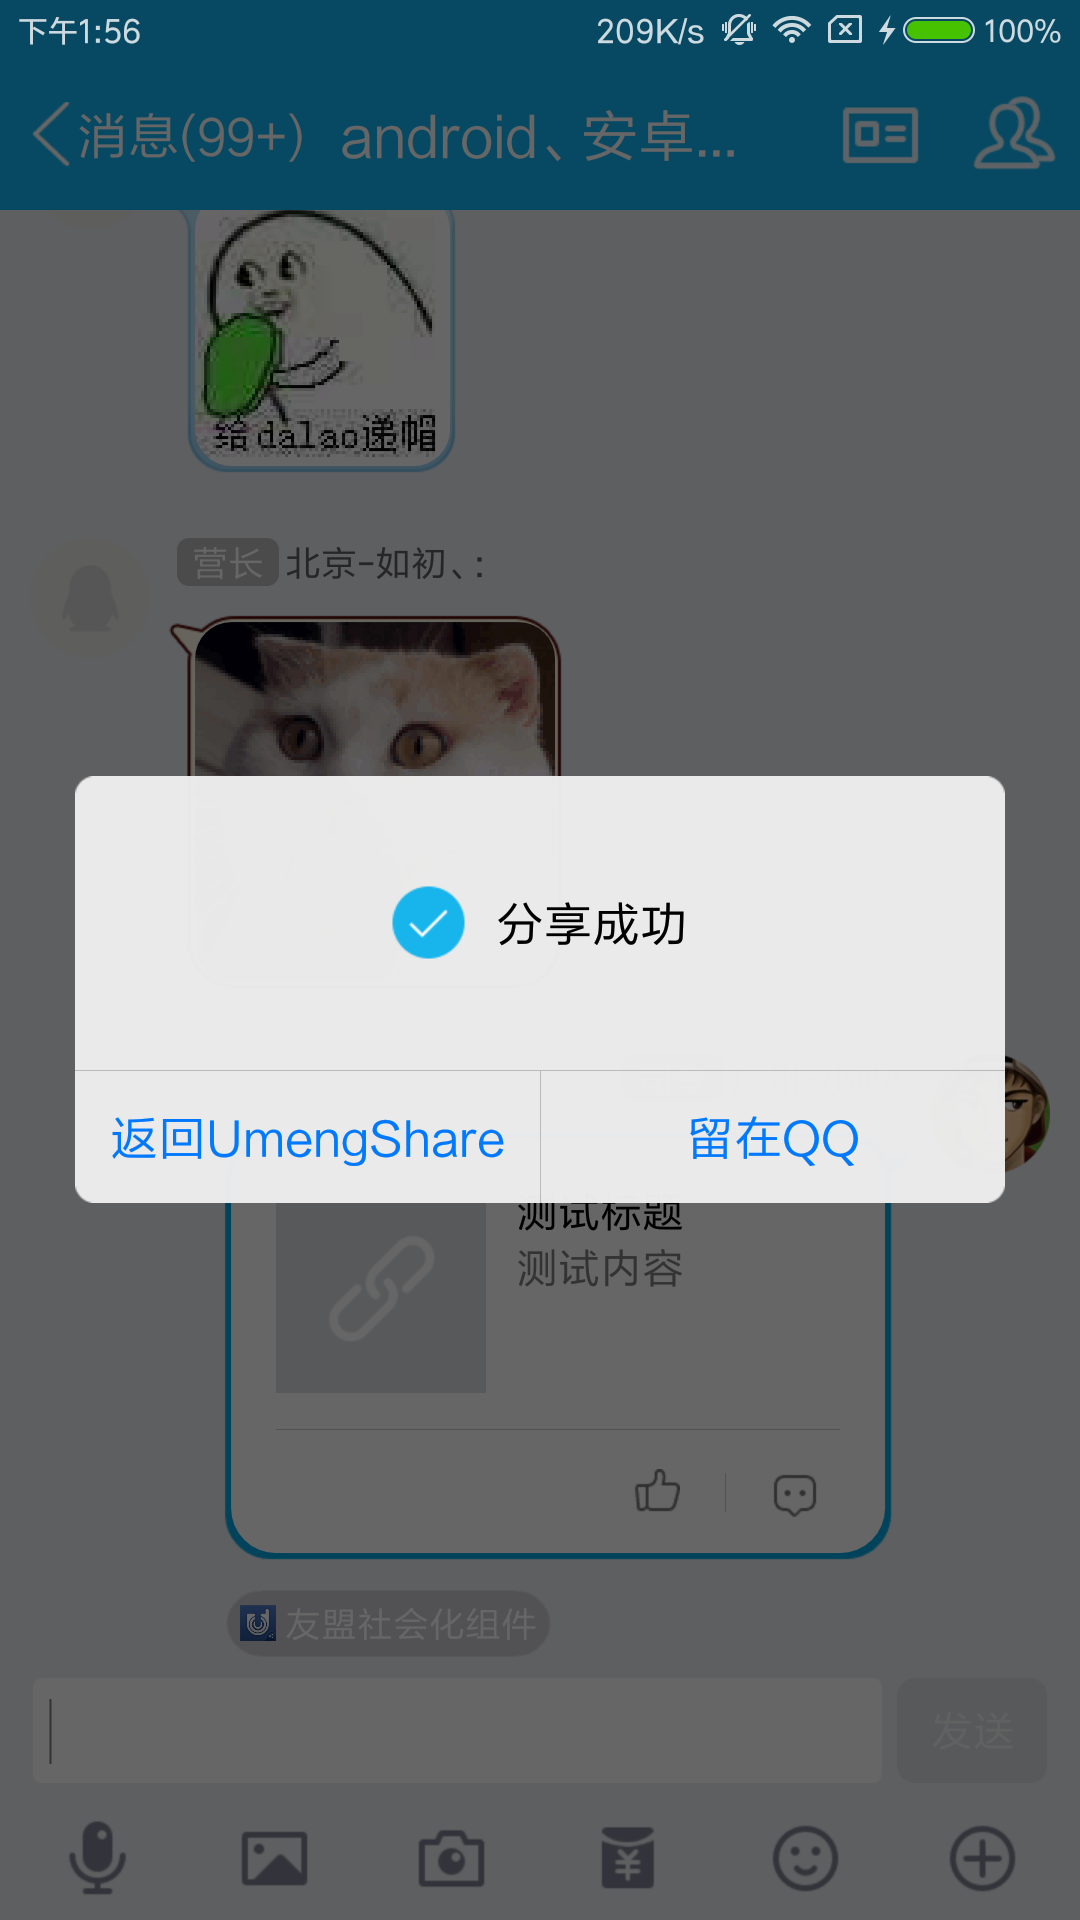 下午1:56 209K/s 100%
消息(99+) android、安卓...
给dalao递帽
营长 北京-如初、:
分享成功
返回UmengShare 留在QQ
测试标题
测试内容
友盟社会化组件
发送